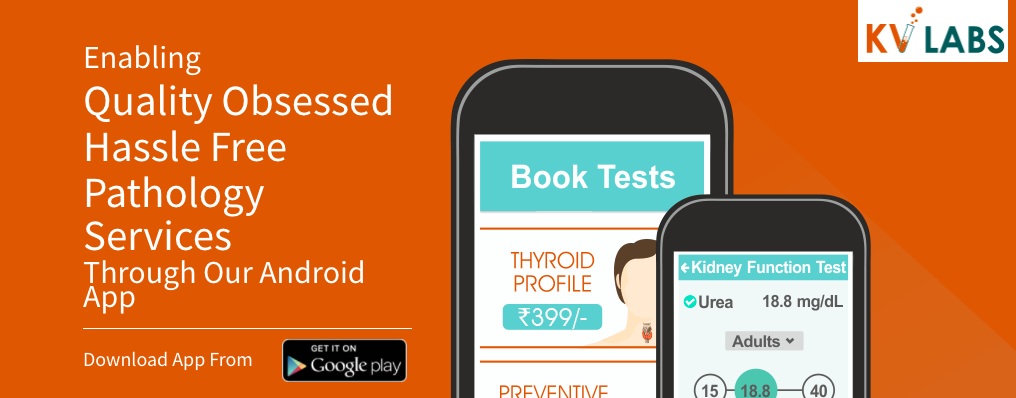 KV LABS
Enabling
Quality Obsessed
Hassle Free
Pathology
Services
Through Our Android
App
Download App From
GET IT ON
Google play
Book Tests
THYROID
PROFILE
₹399/-
PREVENTIVE
Kidney Function Test
Urea 18.8 mg/dL
Adults
15 18.8 40